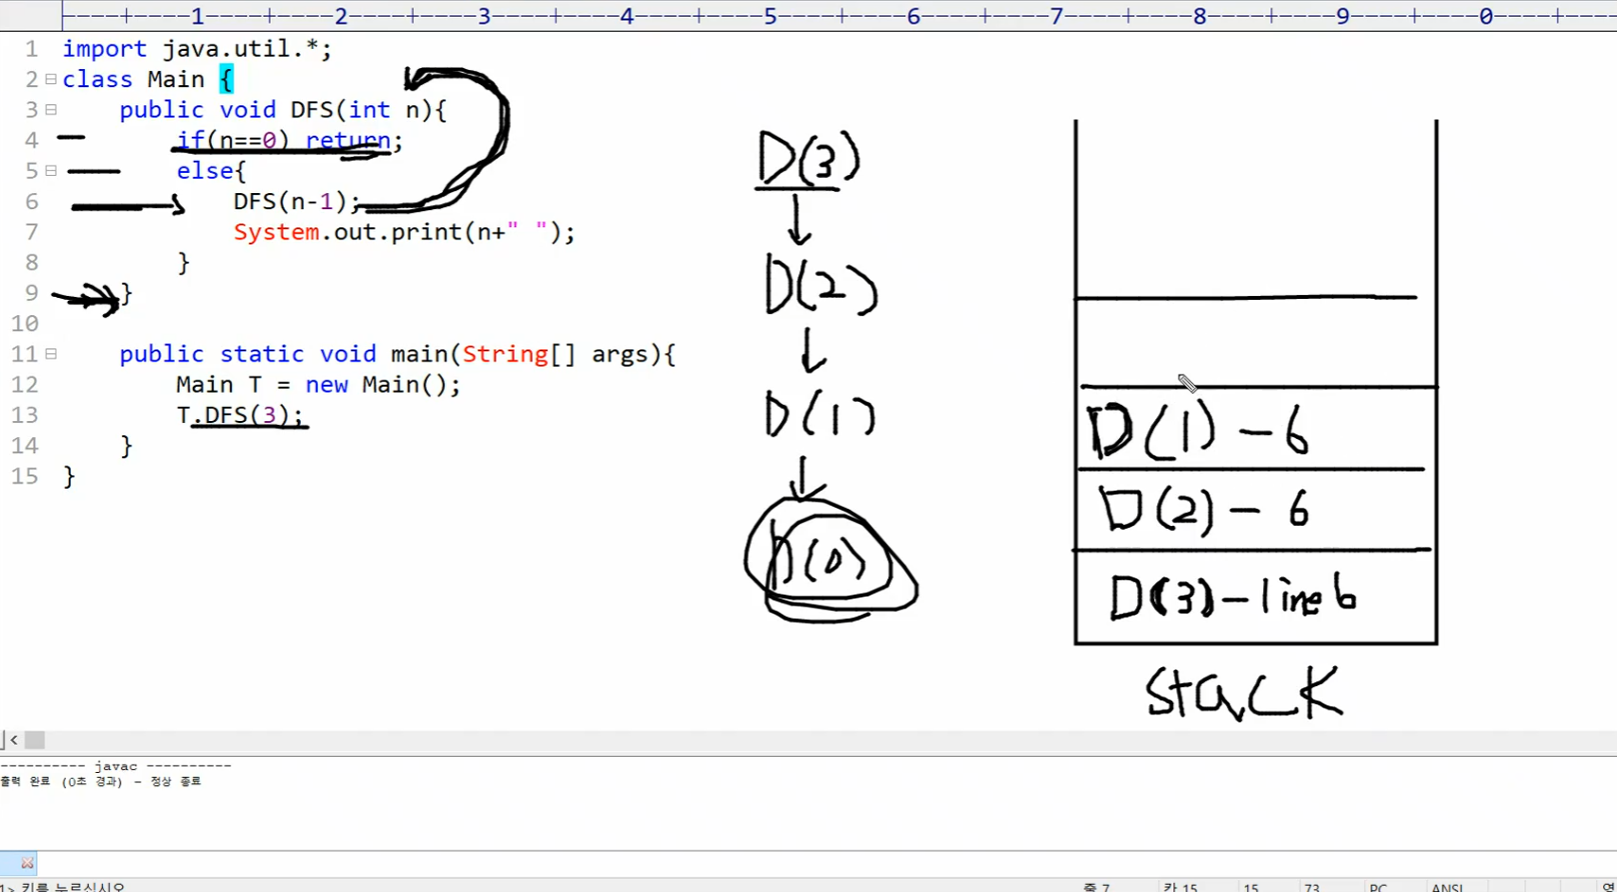 1 2 3 4 5 6 7 8 9 0
1 import java.util.*;
2 class Main {
3 public void DFS(int n){
4 if(n==0) return;
5 else{
6 DFS(n-1);
7 System.out.print(n+" ");
8 }
9 }
10
11 public static void main(String[] args){
12 Main T = new Main();
13 T.DFS(3);
14 }
15 }
D(3)
D(2)
D(1)
D(0)
D(1) - 6
D(2) - 6
D(3) - line 6
stack
---------- javac ----------
출력 완료 (0초 경과) - 정상 종료
키를 누르십시오
줄 7 칸 15 15 73 PC ANSI